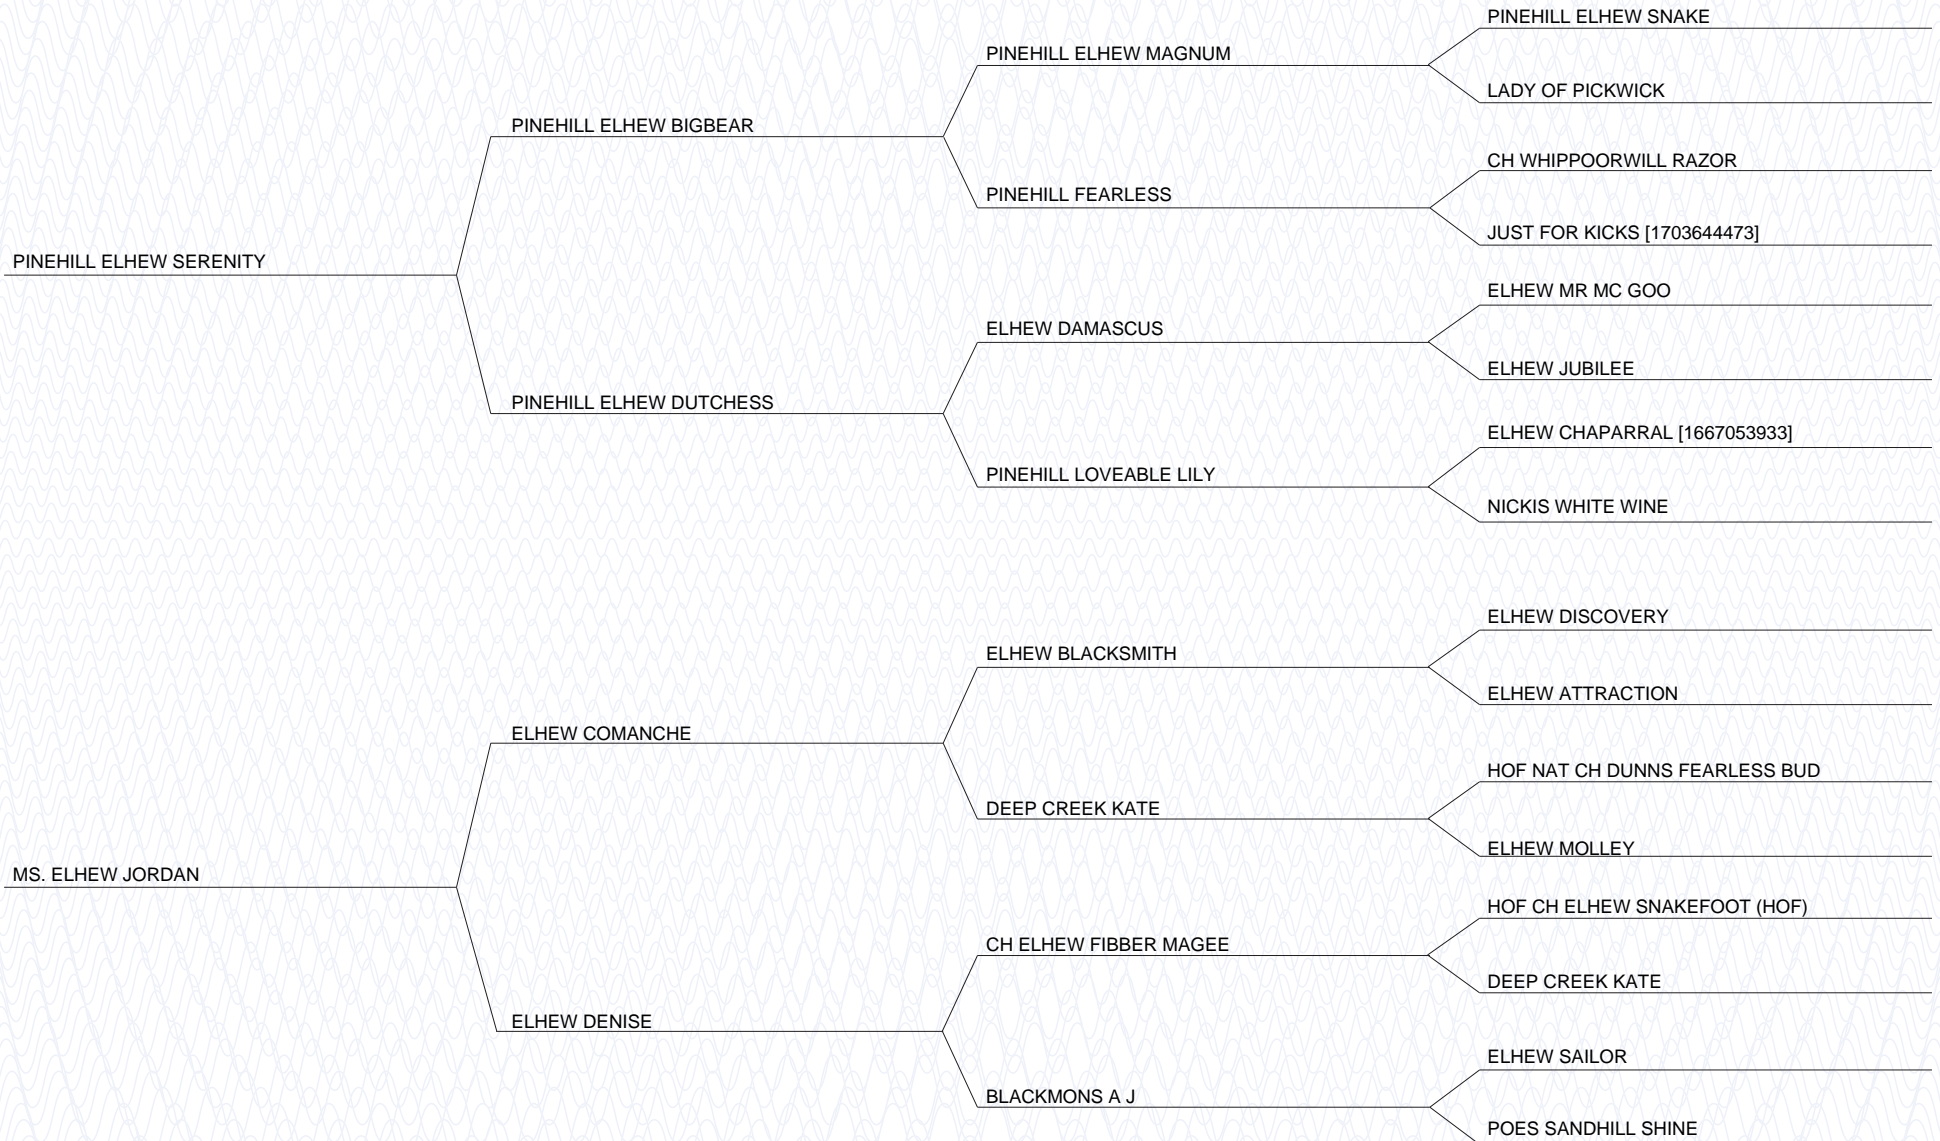 PINEHILL ELHEW SNAKE
PINEHILL ELHEW MAGNUM
LADY OF PICKWICK
PINEHILL ELHEW BIGBEAR
CH WHIPPOORWILL RAZOR
PINEHILL FEARLESS
JUST FOR KICKS [1703644473]
PINEHILL ELHEW SERENITY
ELHEW MR MC GOO
ELHEW DAMASCUS
ELHEW JUBILEE
PINEHILL ELHEW DUTCHESS
ELHEW CHAPARRAL [1667053933]
PINEHILL LOVEABLE LILY
NICKIS WHITE WINE
ELHEW DISCOVERY
ELHEW BLACKSMITH
ELHEW ATTRACTION
ELHEW COMANCHE
HOF NAT CH DUNNS FEARLESS BUD
DEEP CREEK KATE
ELHEW MOLLEY
MS. ELHEW JORDAN
HOF CH ELHEW SNAKEFOOT (HOF)
CH ELHEW FIBBER MAGEE
DEEP CREEK KATE
ELHEW DENISE
ELHEW SAILOR
BLACKMONS A J
POES SANDHILL SHINE